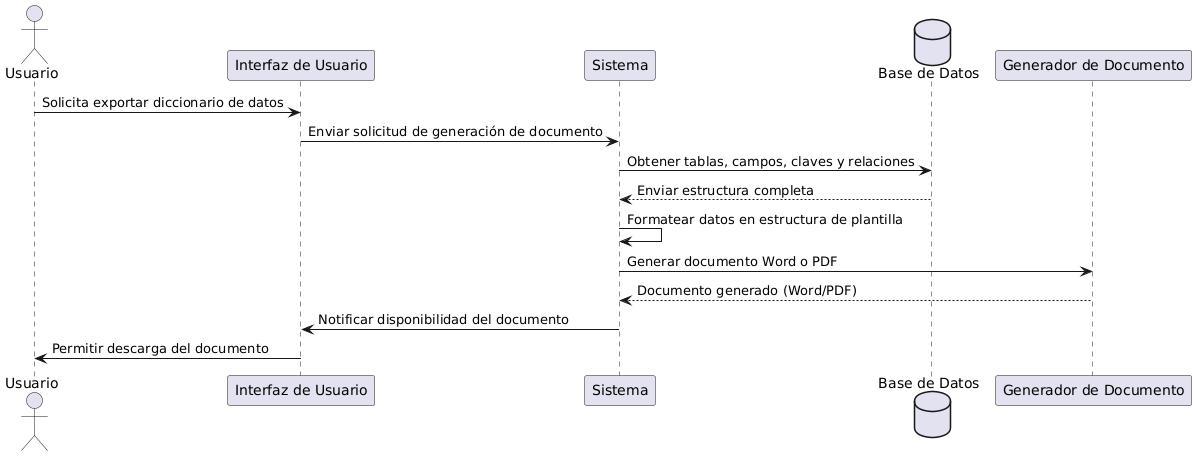 Usuario
Interfaz de Usuario
Sistema
Base de Datos
Generador de Documento
Solicita exportar diccionario de datos
Enviar solicitud de generación de documento
Obtener tablas, campos, claves y relaciones
Enviar estructura completa
Formatear datos en estructura de plantilla
Generar documento Word o PDF
Documento generado (Word/PDF)
Notificar disponibilidad del documento
Permitir descarga del documento
Usuario
Interfaz de Usuario
Sistema
Base de Datos
Generador de Documento